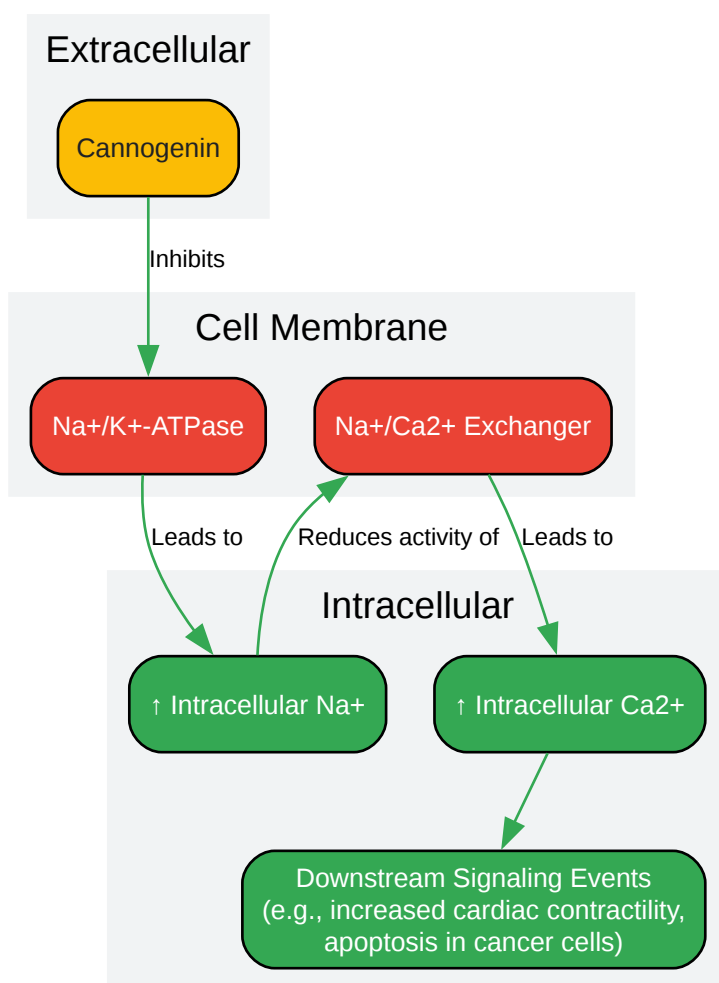 Extracellular
Cannogenin
Inhibits
Cell Membrane
Na+/K+-ATPase
Na+/Ca2+ Exchanger
Leads to
Reduces activity of
Leads to
Intracellular
↑ Intracellular Na+
↑ Intracellular Ca2+
Downstream Signaling Events
(e.g., increased cardiac contractility,
apoptosis in cancer cells)